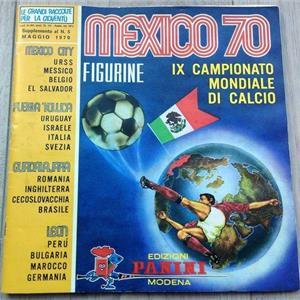 LE GRANDI RACCOLTE
PER LA GIOVENTÙ
Supplemento al N. 5
MAGGIO 1970
MEXICO CITY
URSS
MESSICO
BELGIO
EL SALVADOR
PUEBLA TOLUCA
URUGUAY
ISRAELE
ITALIA
SVEZIA
GUADALAJARA
ROMANIA
INGHILTERRA
CECOSLOVACCHIA
BRASILE
LEON
PERÚ
BULGARIA
MAROCCO
GERMANIA
MEXICO 70
FIGURINE
IX CAMPIONATO
MONDIALE
DI CALCIO
EDIZIONI
PANINI
MODENA